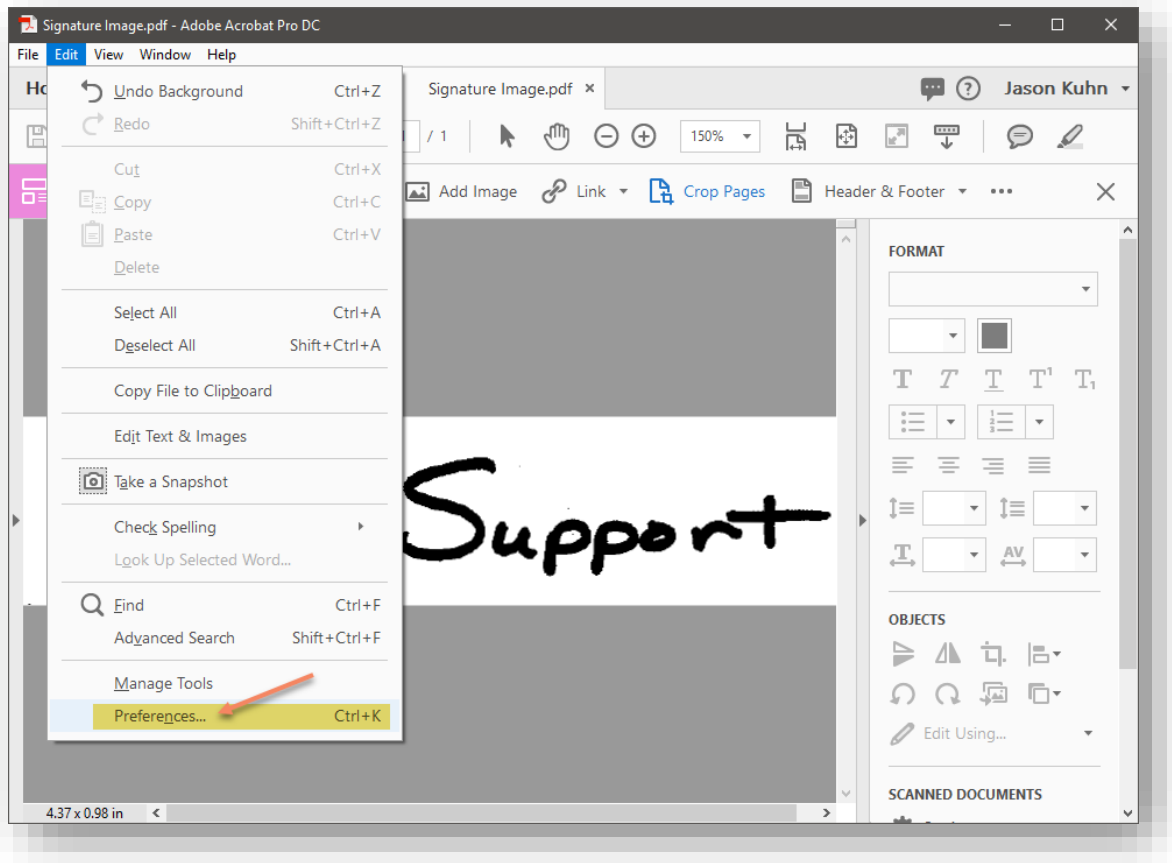 Signature Image.pdf - Adobe Acrobat Pro DC
File Edit View Window Help
Signature Image.pdf ×
Jason Kuhn
/ 1
150%
Add Image
Link
Crop Pages
Header & Footer
Undo Background Ctrl+Z
Redo Shift+Ctrl+Z
Cut Ctrl+X
Copy Ctrl+C
Paste Ctrl+V
Delete
Select All Ctrl+A
Deselect All Shift+Ctrl+A
Copy File to Clipboard
Edit Text & Images
Take a Snapshot
Check Spelling
Look Up Selected Word...
Find Ctrl+F
Advanced Search Shift+Ctrl+F
Manage Tools
Preferences... Ctrl+K
Support
4.37 x 0.98 in
FORMAT
OBJECTS
Edit Using...
SCANNED DOCUMENTS